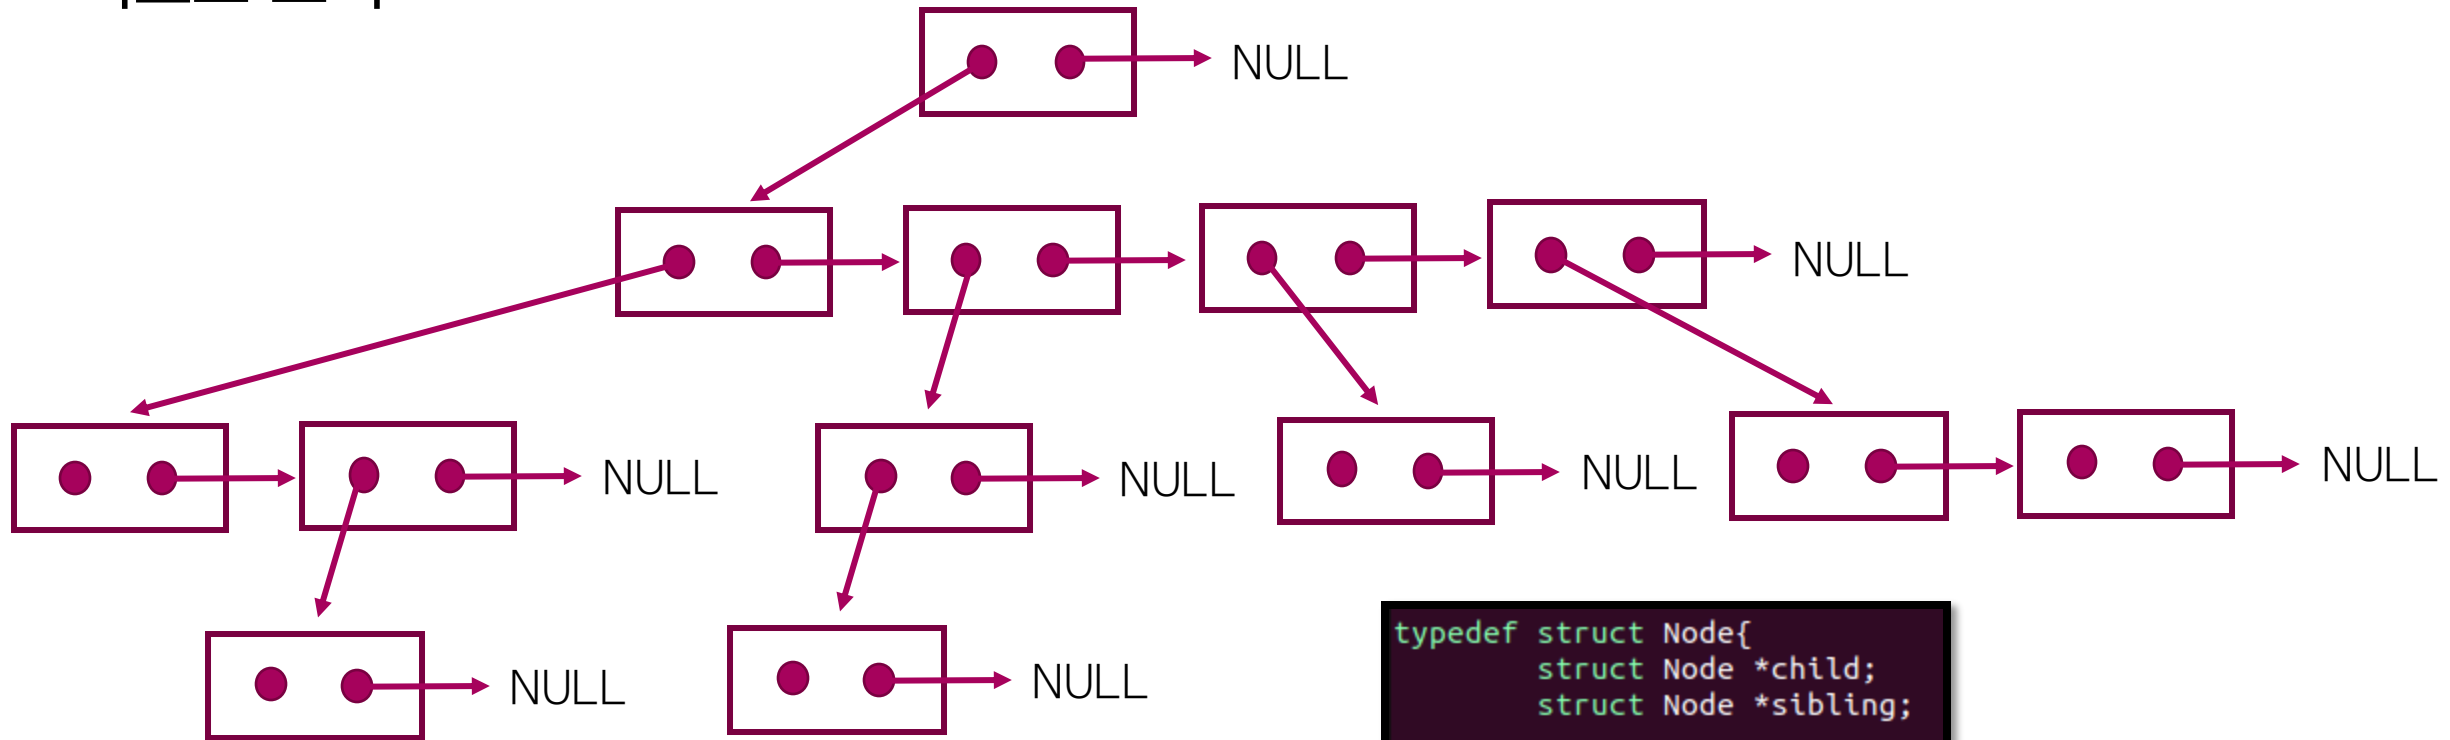 NULL
NULL
NULL
NULL
NULL
NULL
NULL
NULL
typedef struct Node{
struct Node *child;
struct Node *sibling;